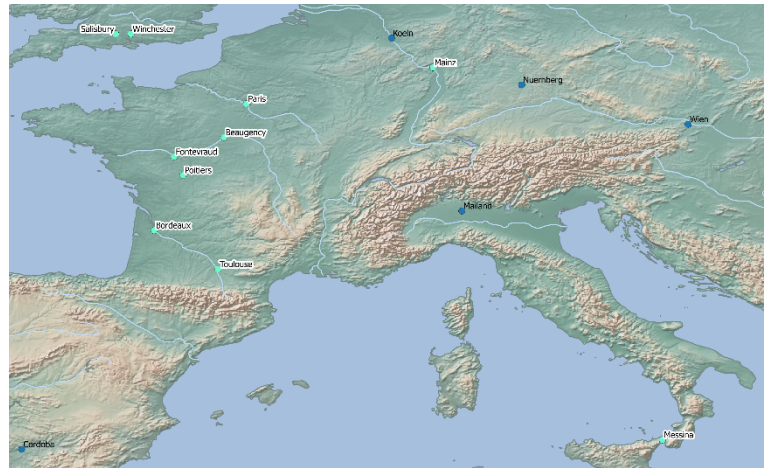 Salisbury
Winchester
Koeln
Mainz
Nuernberg
Paris
Wien
Beaugency
Fontevraud
Poitiers
Mailand
Bordeaux
Toulouse
Messina
Cordoba